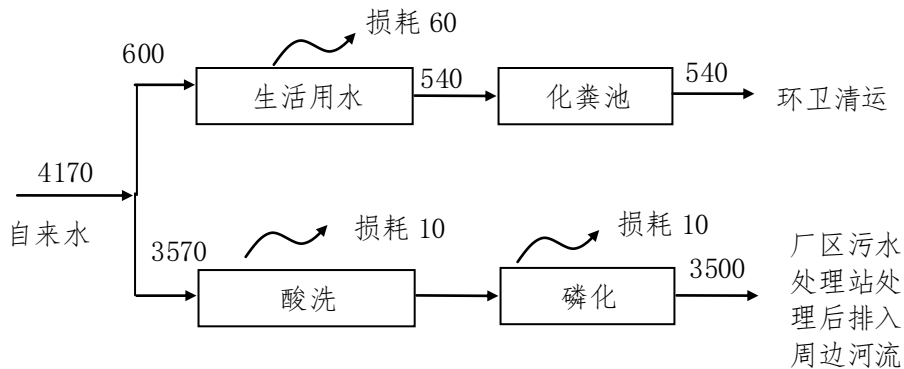 损耗 60
600
生活用水
540
化粪池
540
环卫清运
4170
自来水
3570
损耗 10
酸洗
损耗 10
磷化
3500
厂区污水
处理站处
理后排入
周边河流